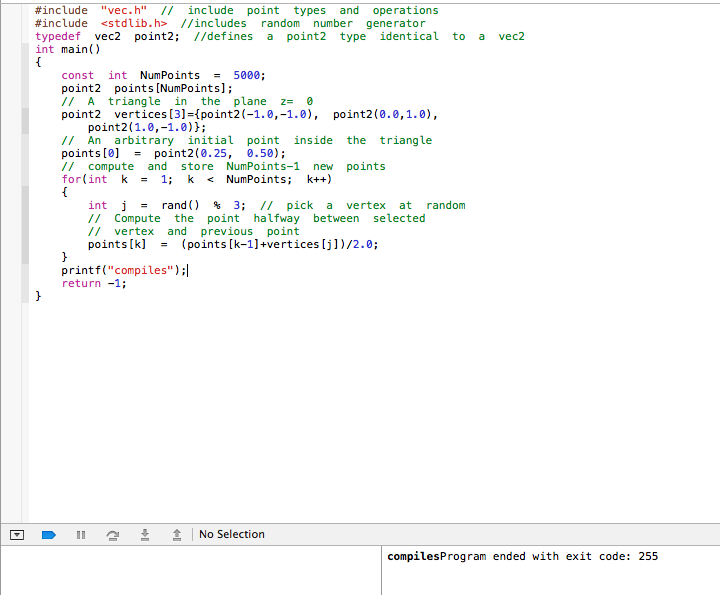 #include "vec.h" // include point types and operations
#include <stdlib.h> //includes random number generator
typedef vec2 point2; //defines a point2 type identical to a vec2
int main()
{
const int NumPoints = 5000;
point2 points[NumPoints];
// A triangle in the plane z= 0
point2 vertices[3]={point2(-1.0,-1.0), point2(0.0,1.0),
point2(1.0,-1.0)};
// An arbitrary initial point inside the triangle
points[0] = point2(0.25, 0.50);
// compute and store NumPoints-1 new points
for(int k = 1; k < NumPoints; k++)
{
int j = rand() % 3; // pick a vertex at random
// Compute the point halfway between selected
// vertex and previous point
points[k] = (points[k-1]+vertices[j])/2.0;
}
printf("compiles");
return -1;
}
No Selection
compilesProgram ended with exit code: 255